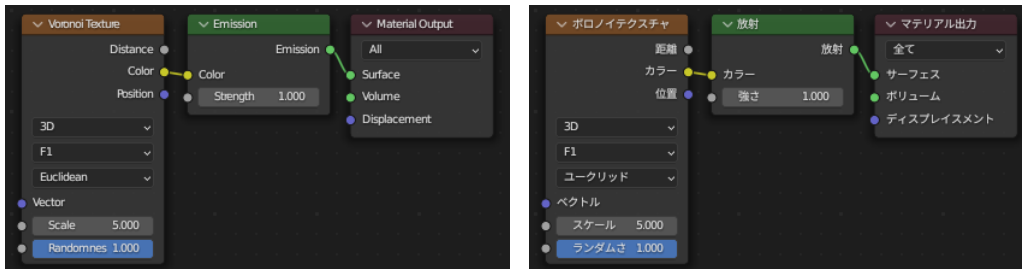 Voronoi Texture
Distance
Color
Position
3D
F1
Euclidean
Vector
Scale 5.000
Randomnes 1.000
Emission
Emission
Color
Strength 1.000
Material Output
All
Surface
Volume
Displacement
ボロノイテクスチャ
距離
カラー
位置
3D
F1
ユークリッド
ベクトル
スケール 5.000
ランダムさ 1.000
放射
放射
カラー
強さ 1.000
マテリアル出力
全て
サーフェス
ボリューム
ディスプレイスメント